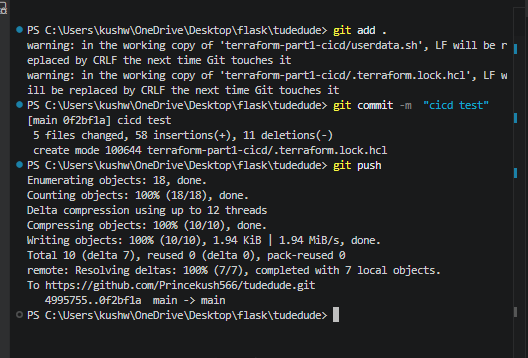 PS C:\Users\kushw\OneDrive\Desktop\flask\tudedude> git add .
warning: in the working copy of 'terraform-part1-cicd/userdata.sh', LF will be r
eplaced by CRLF the next time Git touches it
warning: in the working copy of 'terraform-part1-cicd/.terraform.lock.hcl', LF w
ill be replaced by CRLF the next time Git touches it
PS C:\Users\kushw\OneDrive\Desktop\flask\tudedude> git commit -m "cicd test"
[main 0f2bf1a] cicd test
5 files changed, 58 insertions(+), 11 deletions(-)
create mode 100644 terraform-part1-cicd/.terraform.lock.hcl
PS C:\Users\kushw\OneDrive\Desktop\flask\tudedude> git push
Enumerating objects: 18, done.
Counting objects: 100% (18/18), done.
Delta compression using up to 12 threads
Compressing objects: 100% (10/10), done.
Writing objects: 100% (10/10), 1.94 KiB | 1.94 MiB/s, done.
Total 10 (delta 7), reused 0 (delta 0), pack-reused 0
remote: Resolving deltas: 100% (7/7), completed with 7 local objects.
To https://github.com/Princekush566/tudedude.git
4995755..0f2bf1a main -> main
PS C:\Users\kushw\OneDrive\Desktop\flask\tudedude>